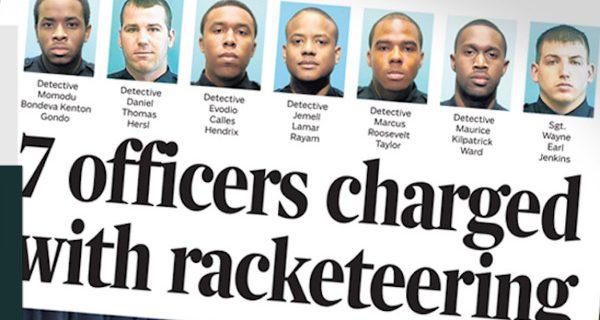 Detective
Momodu
Bondeva Kenton
Gondo
Detective
Daniel
Thomas
Hersl
Detective
Evodio
Calles
Hendrix
Detective
Jemell
Lamar
Rayam
Detective
Marcus
Roosevelt
Taylor
Detective
Maurice
Kilpatrick
Ward
Sgt.
Wayne
Earl
Jenkins
7 officers charged
with racketeering